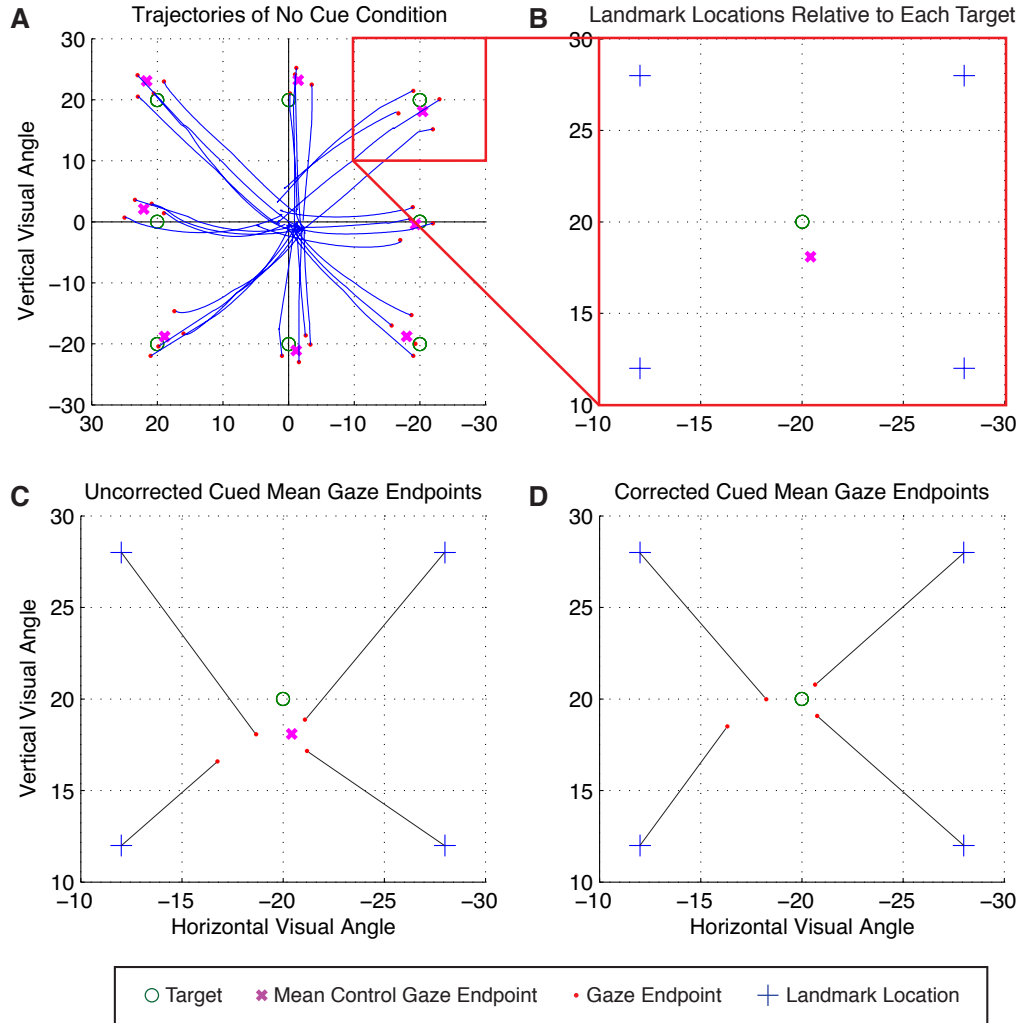 A Trajectories of No Cue Condition
30
20
10
0
−10
−20
−30
30 20 10 0 −10 −20 −30
Vertical Visual Angle
B Landmark Locations Relative to Each Target
30
25
20
15
10
−10 −15 −20 −25 −30
C Uncorrected Cued Mean Gaze Endpoints
30
25
20
15
10
−10 −15 −20 −25 −30
Vertical Visual Angle
Horizontal Visual Angle
D Corrected Cued Mean Gaze Endpoints
30
25
20
15
10
−10 −15 −20 −25 −30
Horizontal Visual Angle
Target Mean Control Gaze Endpoint Gaze Endpoint Landmark Location